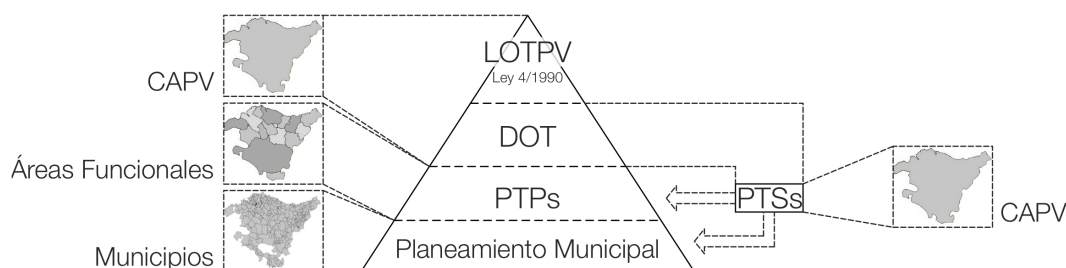 LOTPV
Ley 4/1990
CAPV
DOT
Áreas Funcionales
PTPs
PTSs
CAPV
Municipios
Planeamiento Municipal